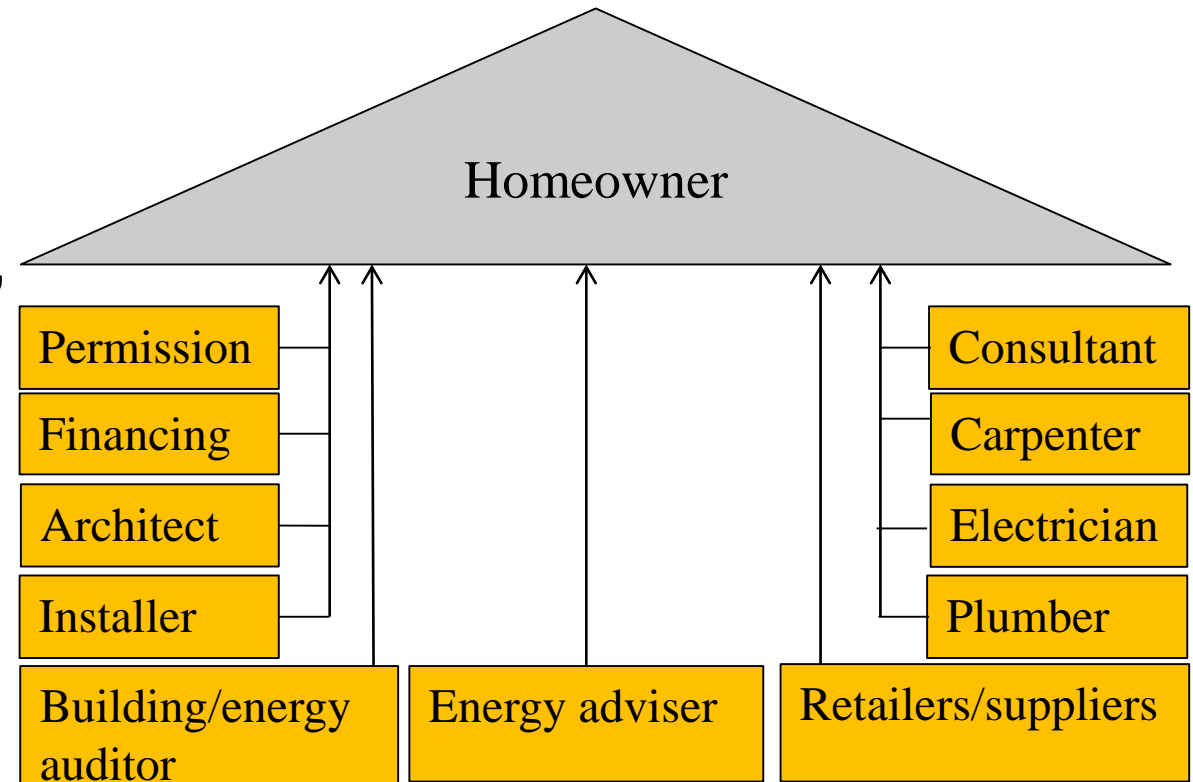 Homeowner
Permission
Financing
Architect
Installer
Building/energy
auditor
Energy adviser
Retailers/suppliers
Consultant
Carpenter
Electrician
Plumber